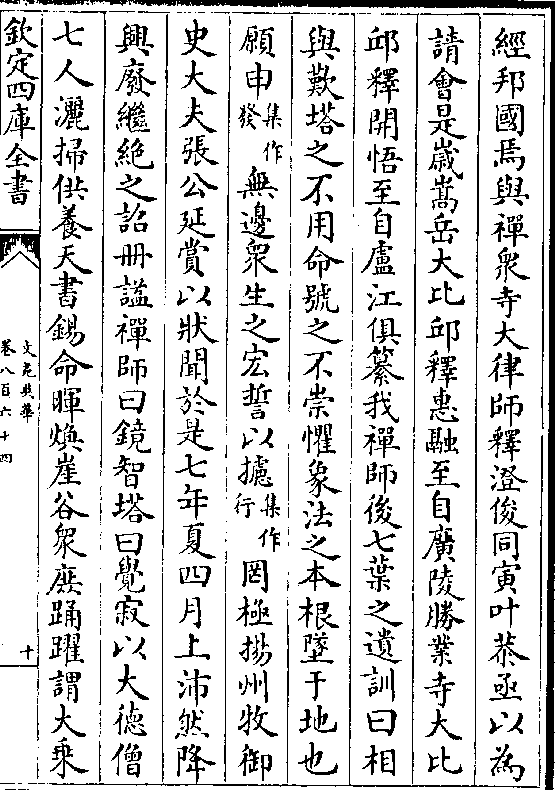 經邦國焉與禪衆寺大律師釋澄俊同寅叶恭亟以為
請會是歲嵩岳大比邱釋惠融至自廣陵勝業寺大比
邱釋開悟至自廬江俱纂我禪師後七葉之遺訓曰相
與歎塔之不用命號之不崇懼象法之本根墜于地也
願申集作發無邊衆生之宏誓以攄集作行罔極揚州牧御
史大夫張公延賞以狀聞於是七年夏四月上沛然降
興廢繼絶之詔冊諡禪師曰鏡智塔曰覺寂以大德僧
七人灑掃供養天書錫命暉煥崖谷衆庶踊躍謂大乘
欽定四庫全書
文苑英華
卷八百六十四
十